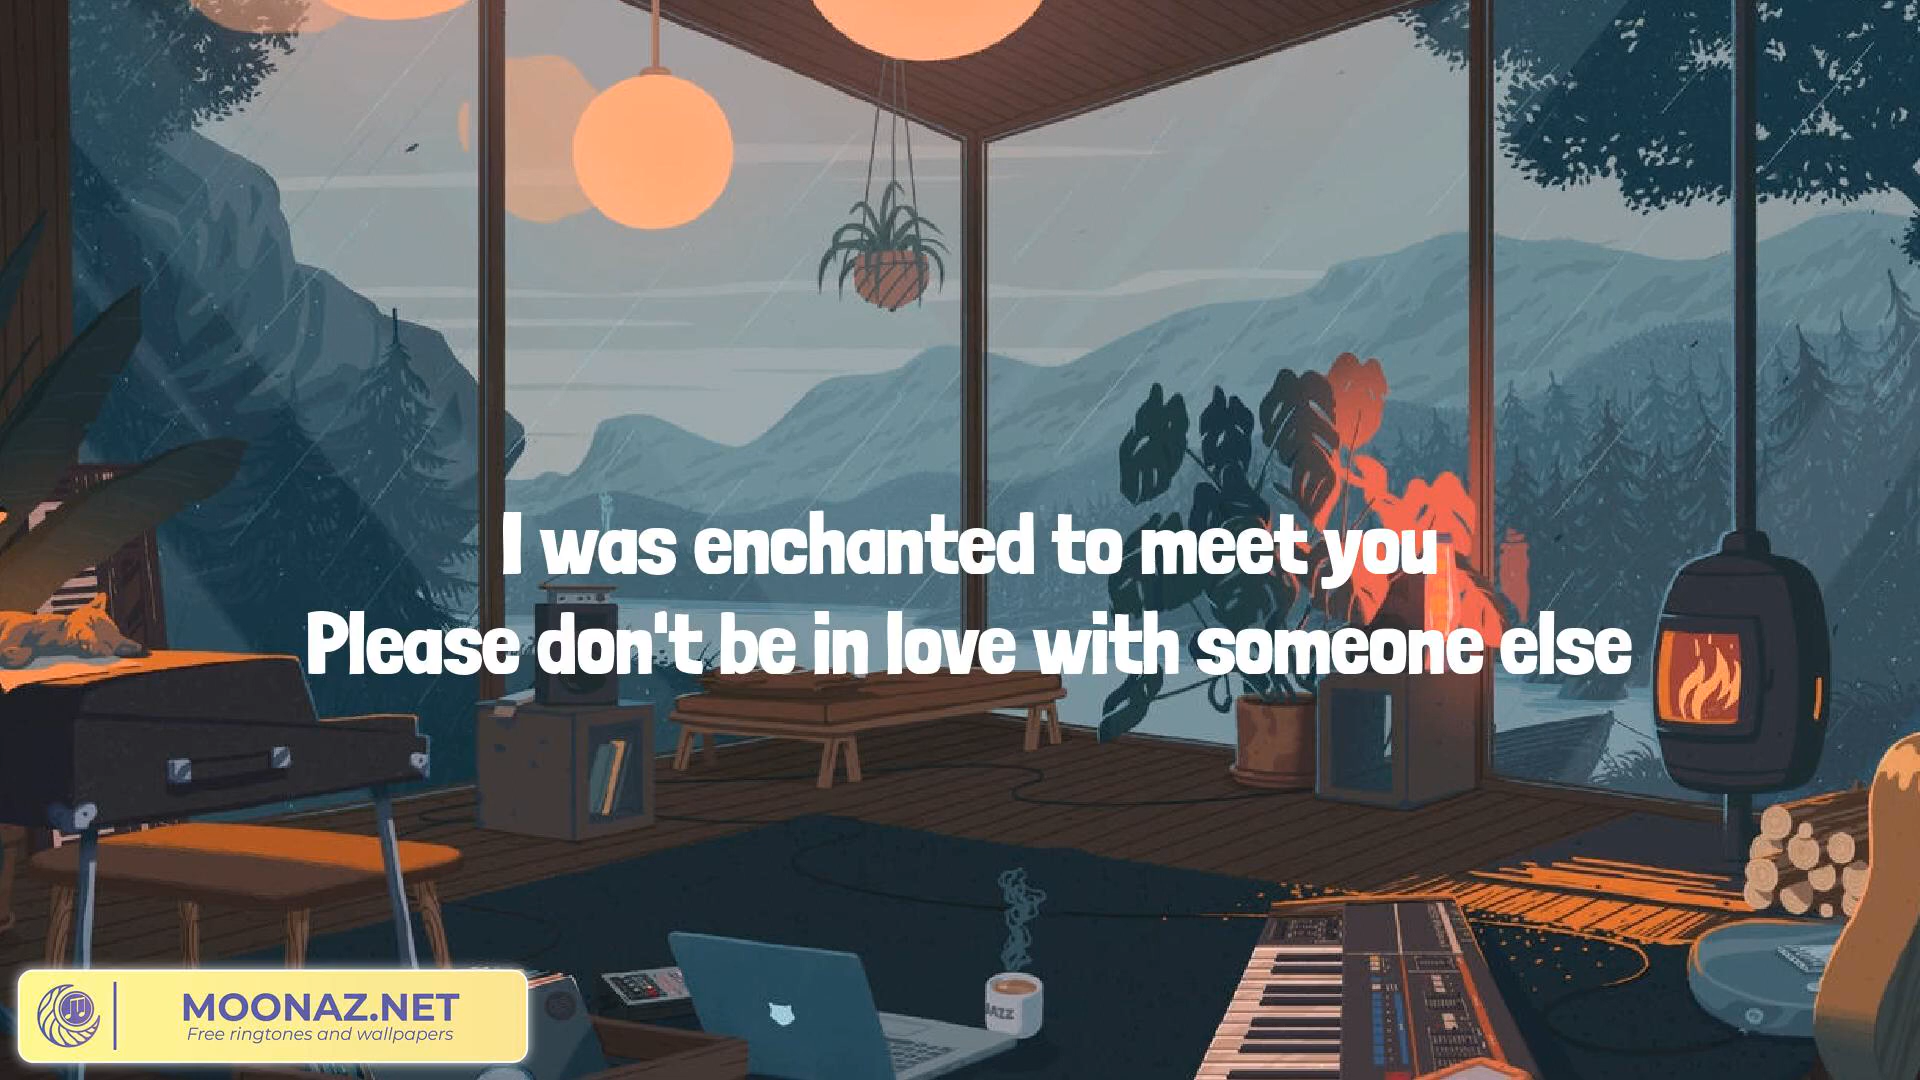 I was enchanted to meet you
Please don't be in love with someone else
JAZZ
MOONAZ.NET
Free ringtones and wallpapers